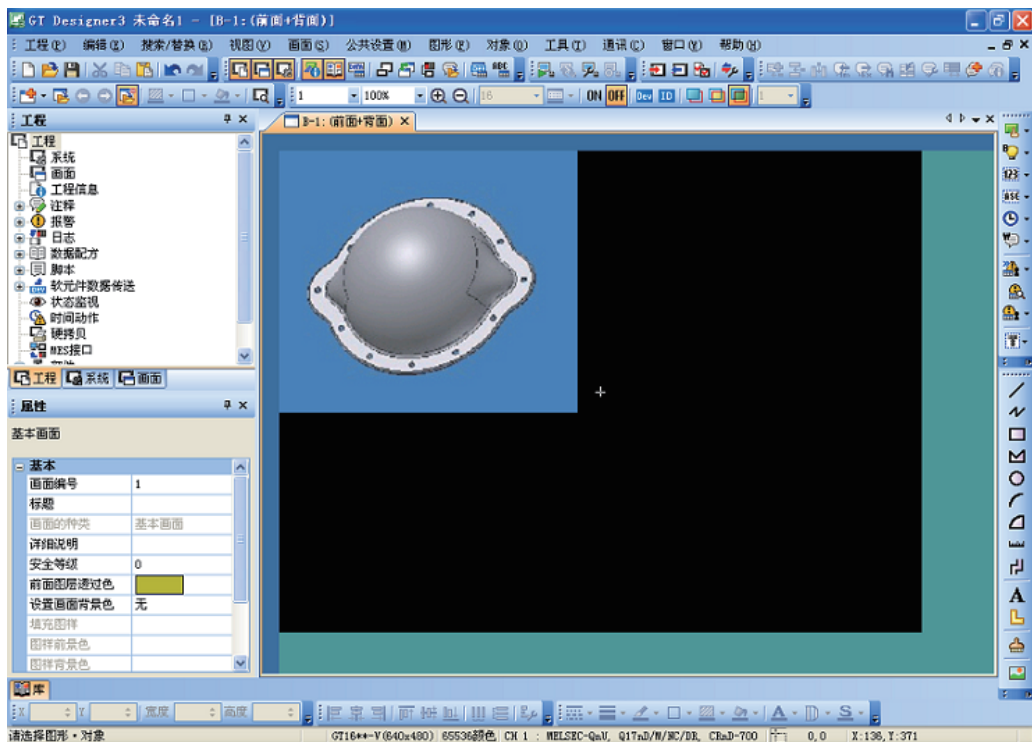 GT Designer3 未命名1 - [B-1:(前面+背面)]
工程(P) 编辑(E) 搜索/替换(R) 视图(V) 画面(S) 公共设置(M) 图形(F) 对象(O) 工具(T) 通讯(C) 窗口(W) 帮助(H)
1 100% 16 ON OFF Dev ID 1
工程
B-1:(前面+背面)
工程
系统
画面
工程信息
注释
报警
日志
数据配方
脚本
软元件数据传送
状态监视
时间动作
硬拷贝
MES接口
工程 系统 画面
属性
基本画面
基本
画面编号 1
标题
画面的种类 基本画面
详细说明
安全等级 0
前面图层透过色
设置画面背景色 无
填充图样
图样前景色
图样背景色
库
X Y 宽度 高度
请选择图形·对象 GT16**-V(640x480) 65536颜色 CH 1 : MELSEC-QnU, Q17nD/M/NC/DR, CRnD-700 0,0 X:136,Y:371